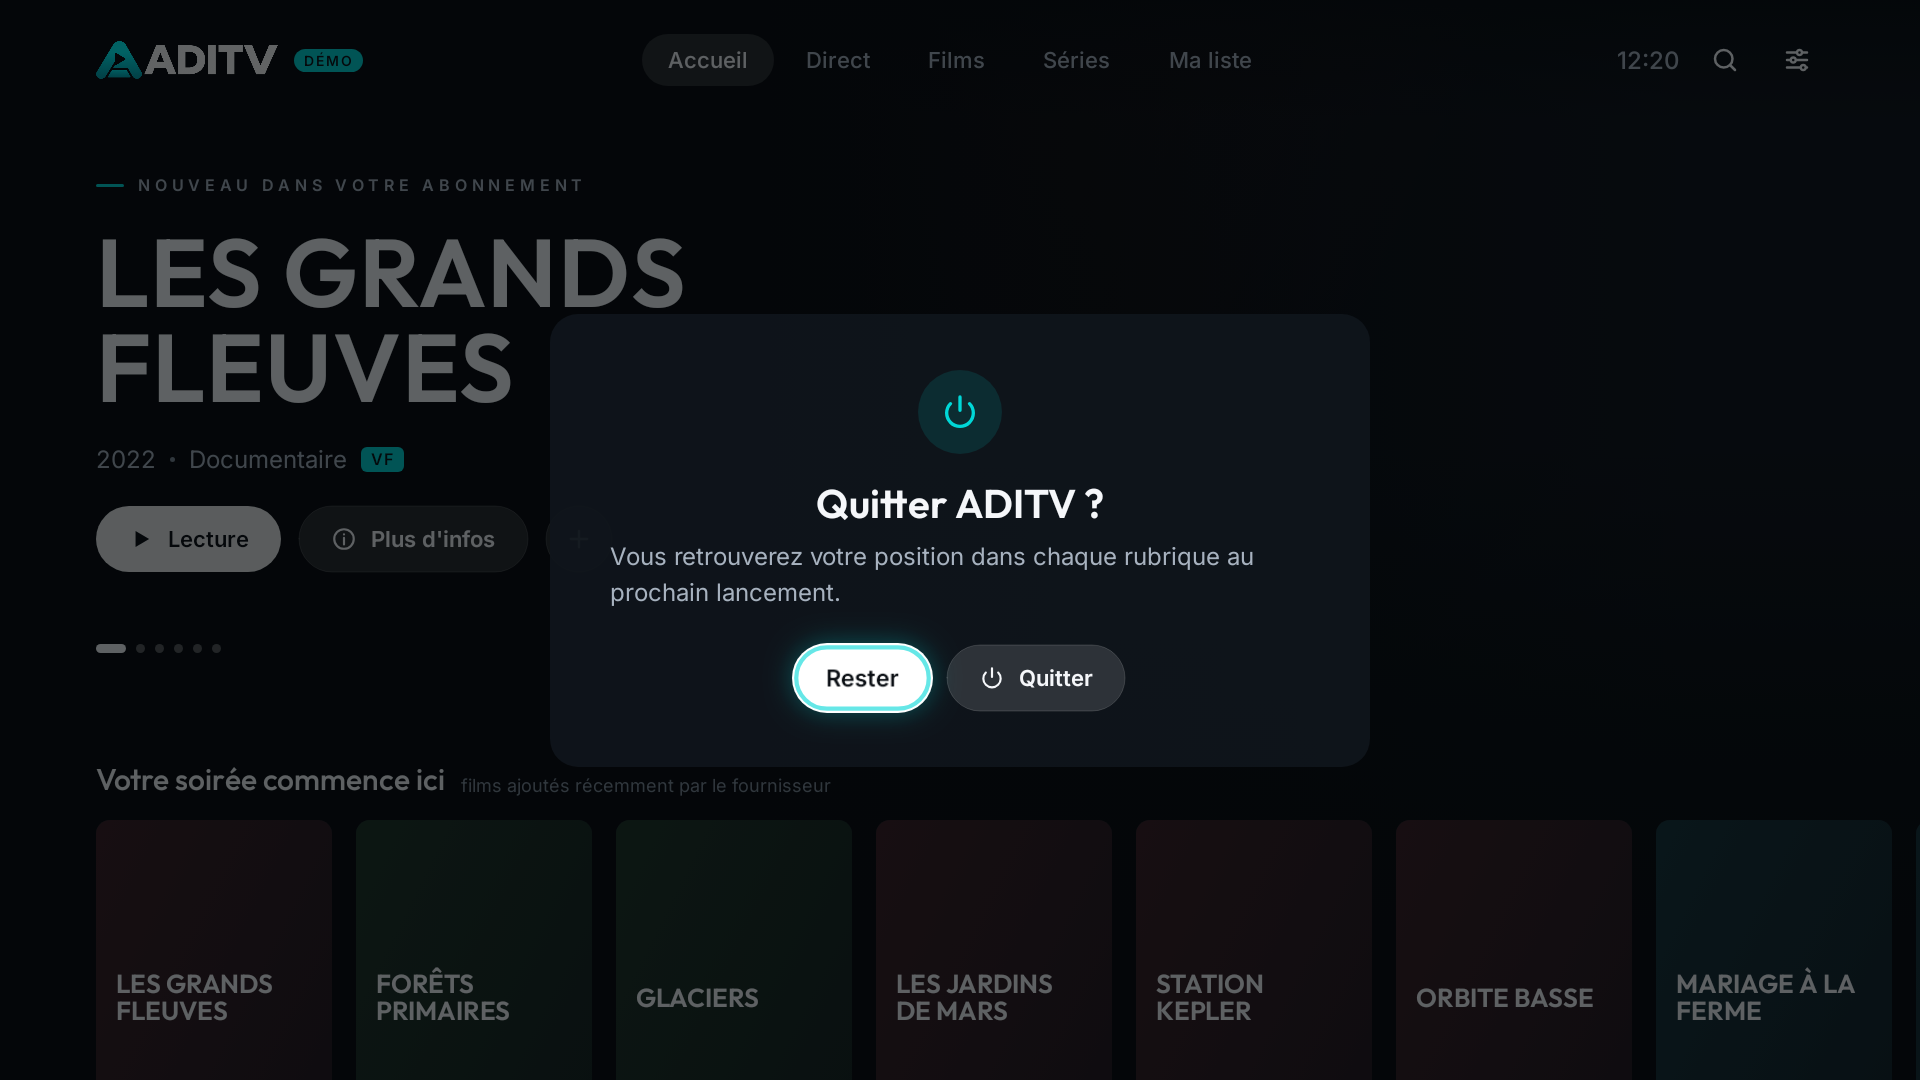 ADITV DÉMO
Accueil Direct Films Séries Ma liste
12:20
NOUVEAU DANS VOTRE ABONNEMENT
LES GRANDS
FLEUVES
2022 • Documentaire VF
Lecture Plus d'infos
Quitter ADITV ?
Vous retrouverez votre position dans chaque rubrique au
prochain lancement.
Rester Quitter
Votre soirée commence ici films ajoutés récemment par le fournisseur
LES GRANDS
FLEUVES
FORÊTS
PRIMAIRES
GLACIERS
LES JARDINS
DE MARS
STATION
KEPLER
ORBITE BASSE
MARIAGE À LA
FERME